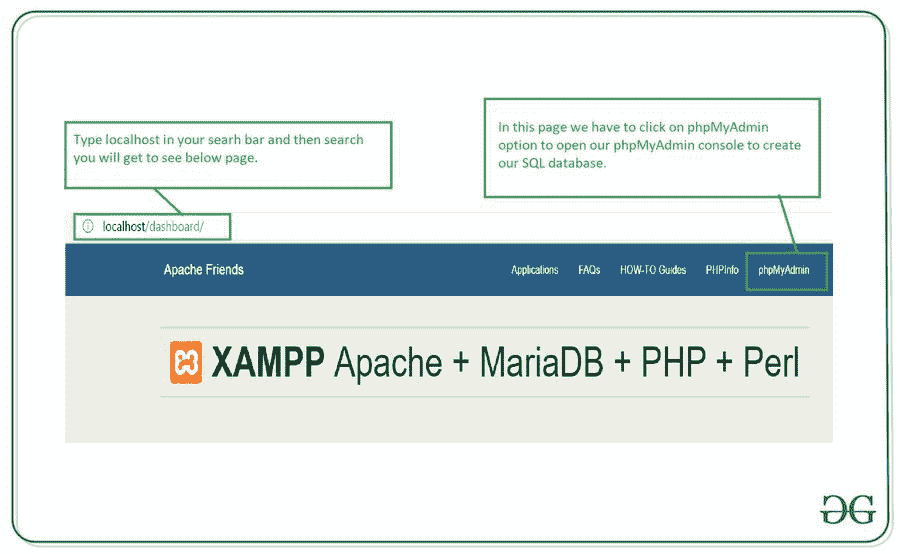 Type localhost in your searh bar and then search
you will get to see below page.
In this page we have to click on phpMyAdmin
option to open our phpMyAdmin console to create
our SQL database.
localhost/dashboard/
Apache Friends
Applications
FAQs
HOW-TO Guides
PHPInfo
phpMyAdmin
XAMPP Apache + MariaDB + PHP + Perl